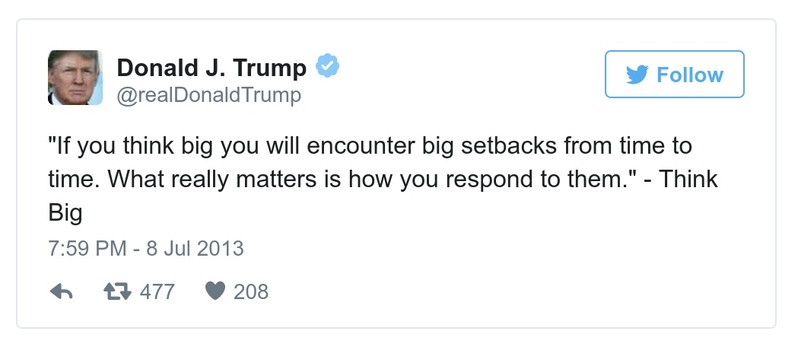 Donald J. Trump
@realDonaldTrump
Follow
"If you think big you will encounter big setbacks from time to
time. What really matters is how you respond to them." - Think
Big
7:59 PM - 8 Jul 2013
477 208